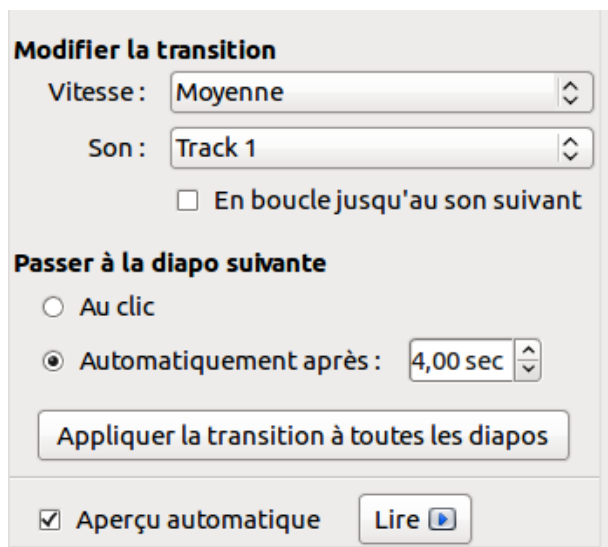 Modifier la transition
Vitesse : Moyenne
Son : Track 1
En boucle jusqu'au son suivant
Passer à la diapo suivante
Au clic
Automatiquement après : 4,00 sec
Appliquer la transition à toutes les diapos
Aperçu automatique Lire